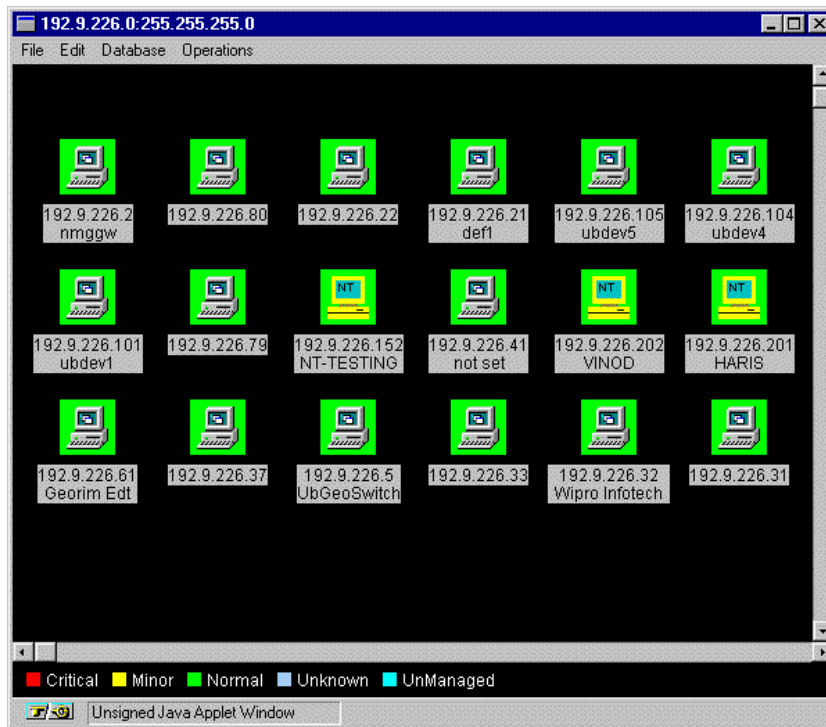 192.9.226.0:255.255.255.0
File Edit Database Operations
192.9.226.2 192.9.226.80 192.9.226.22 192.9.226.21 192.9.226.105 192.9.226.104
nmggw def1 ubdev5 ubdev4
NT NT NT
192.9.226.101 192.9.226.79 192.9.226.152 192.9.226.41 192.9.226.202 192.9.226.201
ubdev1 NT-TESTING not set VINOD HARIS
192.9.226.61 192.9.226.37 192.9.226.5 192.9.226.33 192.9.226.32 192.9.226.31
Georim Edt UbGeoSwitch Wipro Infotech
Critical Minor Normal Unknown UnManaged
Unsigned Java Applet Window